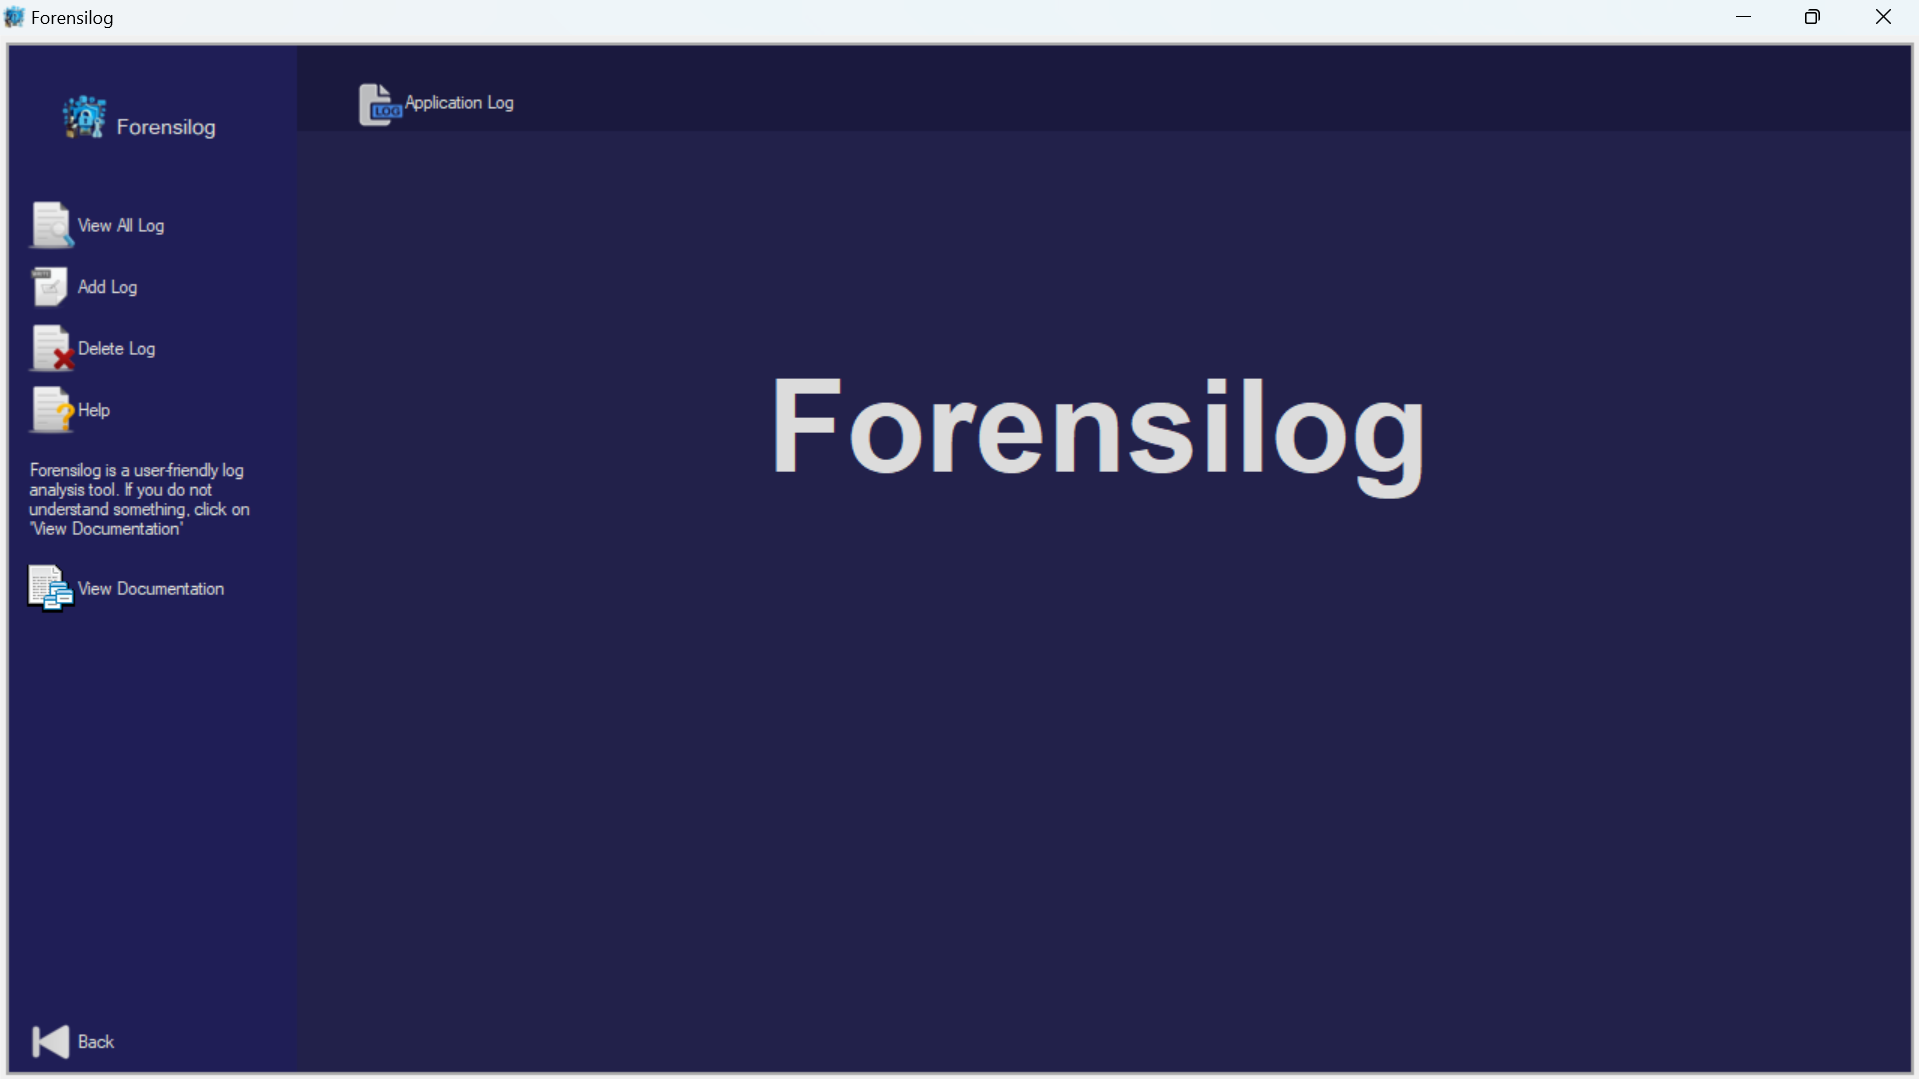 Forensilog
Forensilog
Application Log
LOG
View All Log
WRITE
Add Log
Delete Log
Help
Forensilog is a user-friendly log
analysis tool. If you do not
understand something, click on
"View Documentation"
View Documentation
Forensilog
Back